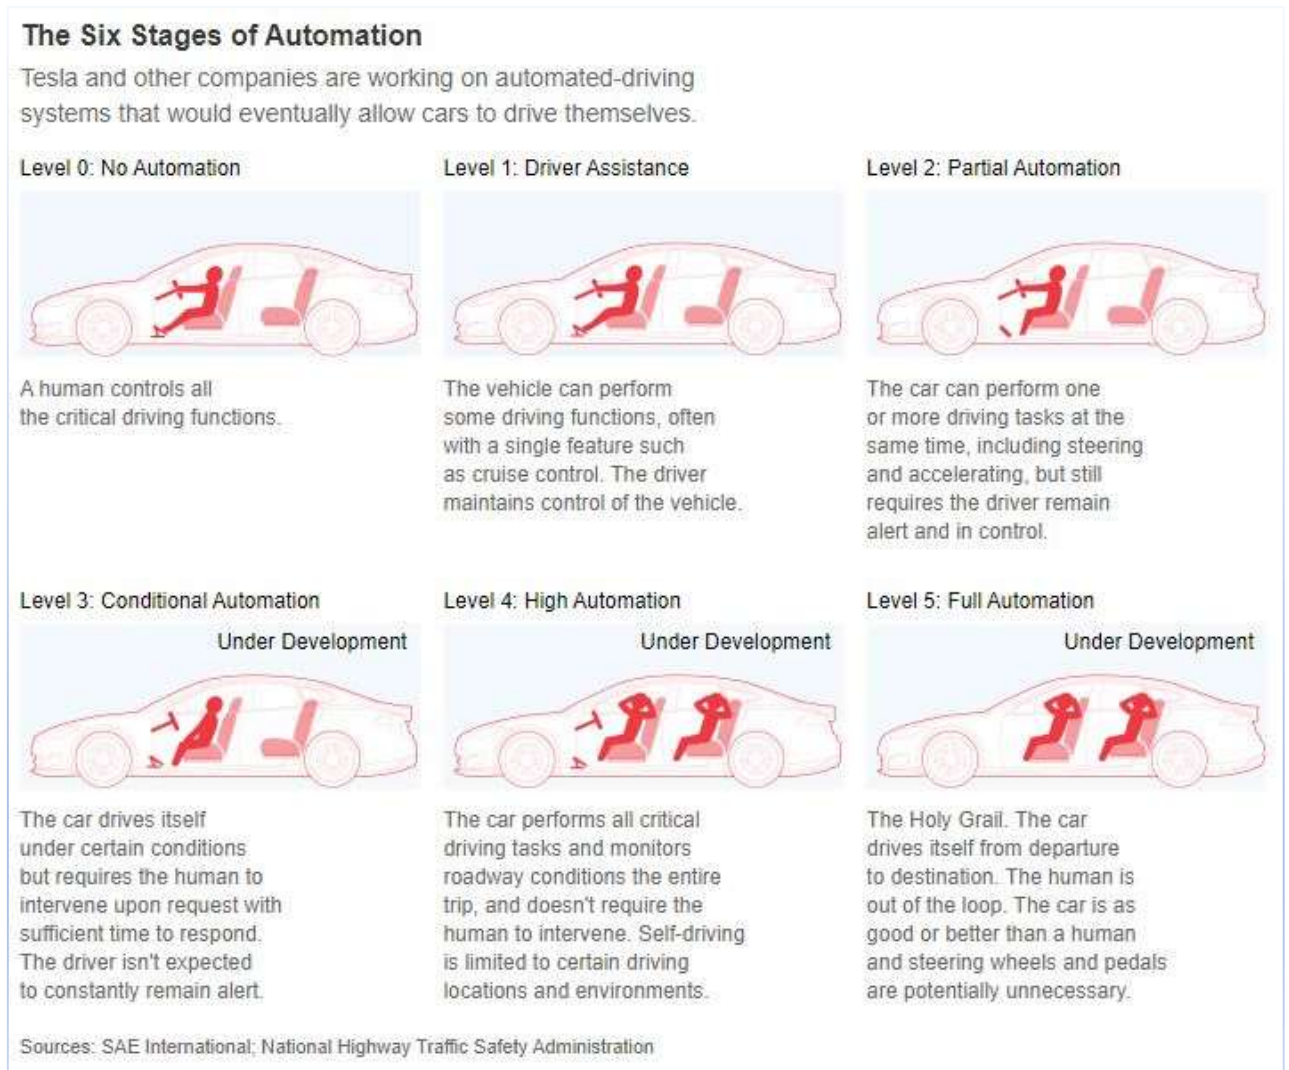 The Six Stages of Automation
Tesla and other companies are working on automated-driving
systems that would eventually allow cars to drive themselves.
Level 0: No Automation
A human controls all
the critical driving functions.
Level 1: Driver Assistance
The vehicle can perform
some driving functions, often
with a single feature such
as cruise control. The driver
maintains control of the vehicle.
Level 2: Partial Automation
The car can perform one
or more driving tasks at the
same time, including steering
and accelerating, but still
requires the driver remain
alert and in control.
Level 3: Conditional Automation
Under Development
The car drives itself
under certain conditions
but requires the human to
intervene upon request with
sufficient time to respond.
The driver isn't expected
to constantly remain alert.
Level 4: High Automation
Under Development
The car performs all critical
driving tasks and monitors
roadway conditions the entire
trip, and doesn't require the
human to intervene. Self-driving
is limited to certain driving
locations and environments.
Level 5: Full Automation
Under Development
The Holy Grail. The car
drives itself from departure
to destination. The human is
out of the loop. The car is as
good or better than a human
and steering wheels and pedals
are potentially unnecessary.
Sources: SAE International; National Highway Traffic Safety Administration